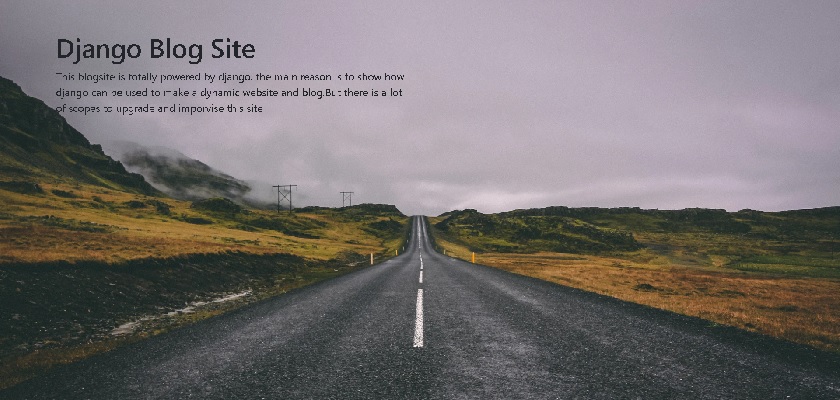 Django Blog Site
This blogsite is totally powered by django. the main reason is to show how
django can be used to make a dynamic website and blog.But there is a lot
of scopes to upgrade and imporvise this site